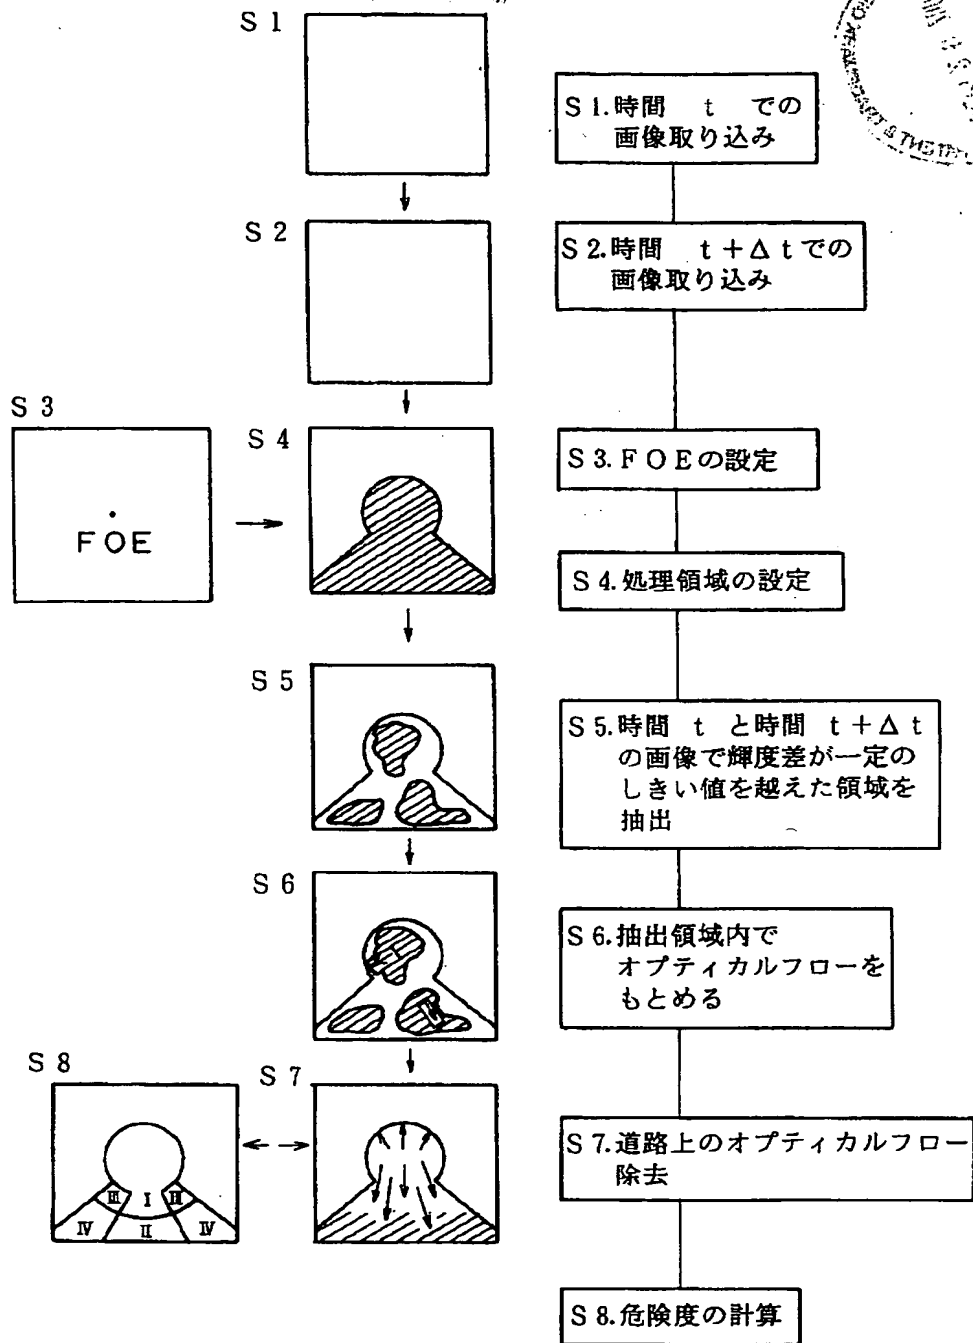 S 1
S 1.時間 t での
画像取り込み
S 2
S 2.時間 t+Δt での
画像取り込み
S 3
FOE
S 4
S 3.FOEの設定
S 4.処理領域の設定
S 5
S 5.時間 t と時間 t+Δt
の画像で輝度差が一定の
しきい値を越えた領域を
抽出
S 6
S 6.抽出領域内で
オプティカルフローを
もとめる
S 8
Ⅲ Ⅰ Ⅲ
Ⅳ Ⅱ Ⅳ
S 7
S 7.道路上のオプティカルフロー
除去
S 8.危険度の計算